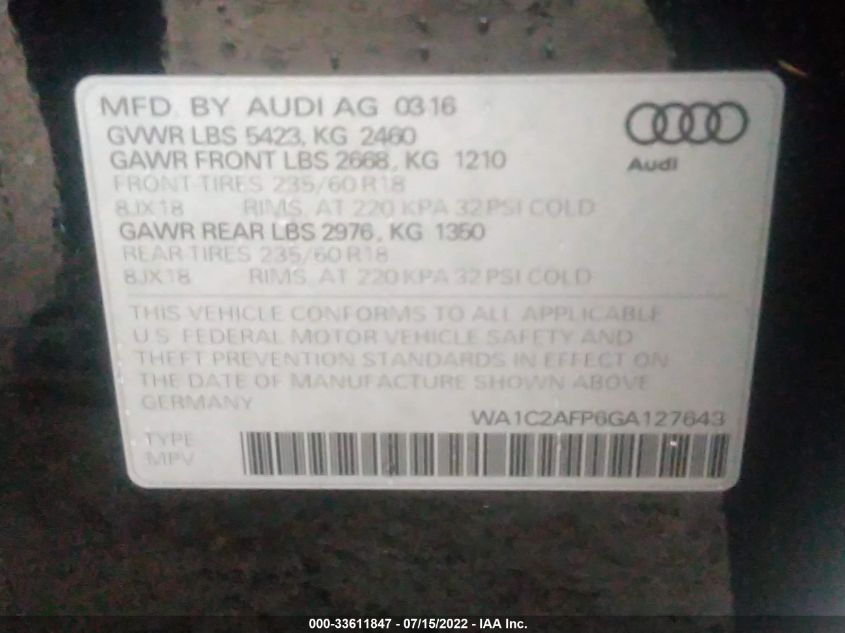 MFD. BY AUDI AG 0316
GVWR LBS 5423, KG 2460
GAWR FRONT LBS 2668, KG 1210
FRONT TIRES 235/60 R18
8JX18 RIMS. AT 220 KPA 32 PSI COLD
GAWR REAR LBS 2976, KG 1350
REAR TIRES 235/60 R18
8JX18 RIMS. AT 220 KPA 32 PSI COLD
Audi
THIS VEHICLE CONFORMS TO ALL APPLICABLE
U.S. FEDERAL MOTOR VEHICLE SAFETY AND
THEFT PREVENTION STANDARDS IN EFFECT ON
THE DATE OF MANUFACTURE SHOWN ABOVE
GERMANY
WA1C2AFP6GA127643
TYPE
MPV
000-33611847 - 07/15/2022 - IAA Inc.